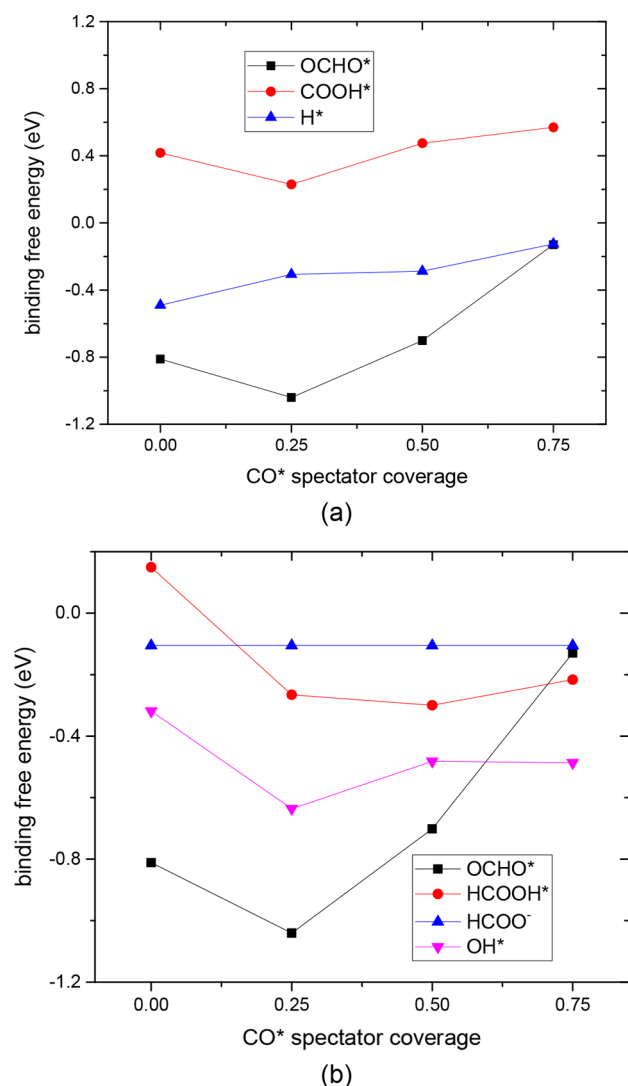 1.2
0.8
0.4
0.0
-0.4
-0.8
-1.2
binding free energy (eV)
OCHO*
COOH*
H*
0.00 0.25 0.50 0.75
CO* spectator coverage
(a)
0.0
-0.4
-0.8
-1.2
binding free energy (eV)
OCHO*
HCOOH*
HCOO⁻
OH*
0.00 0.25 0.50 0.75
CO* spectator coverage
(b)